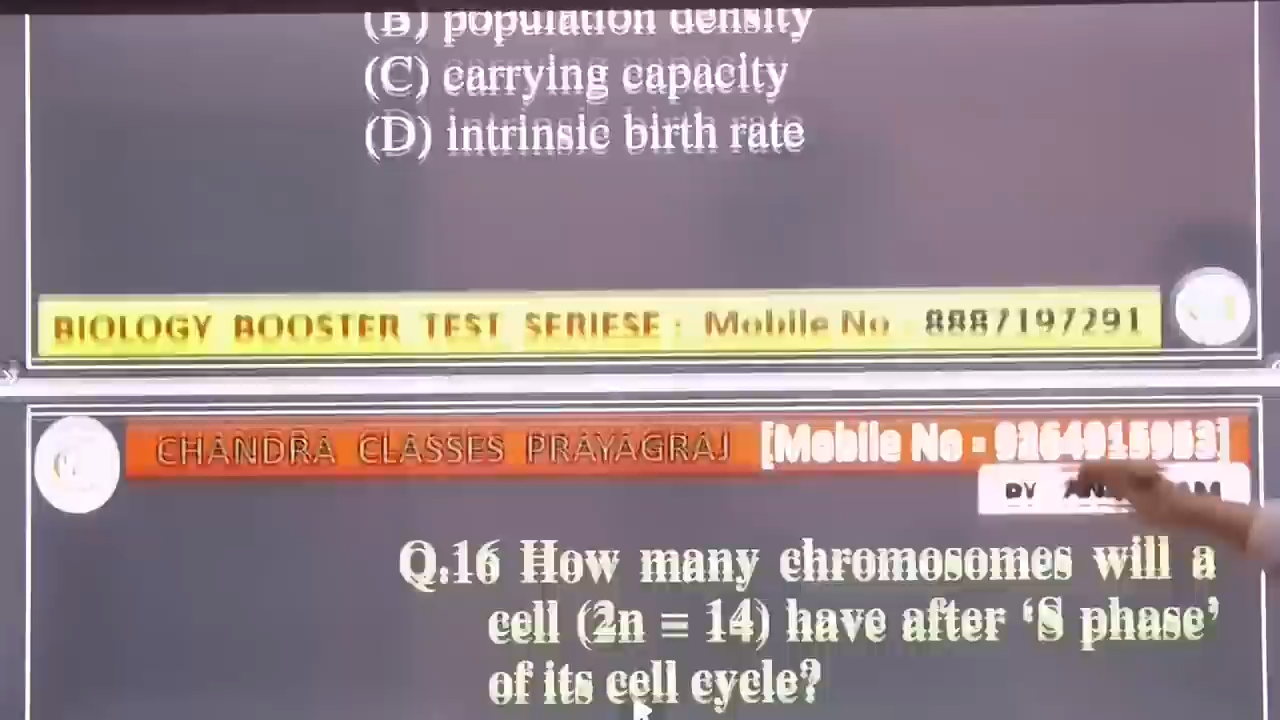 (B) population density
(C) carrying capacity
(D) intrinsic birth rate
BIOLOGY BOOSTER TEST SERIESE : Mobile No - 8887197291
CHANDRA CLASSES PRAYAGRAJ [Mobile No -
BY
Q.16 How many chromosomes will a
cell (2n = 14) have after ‘S phase’
of its cell cycle?